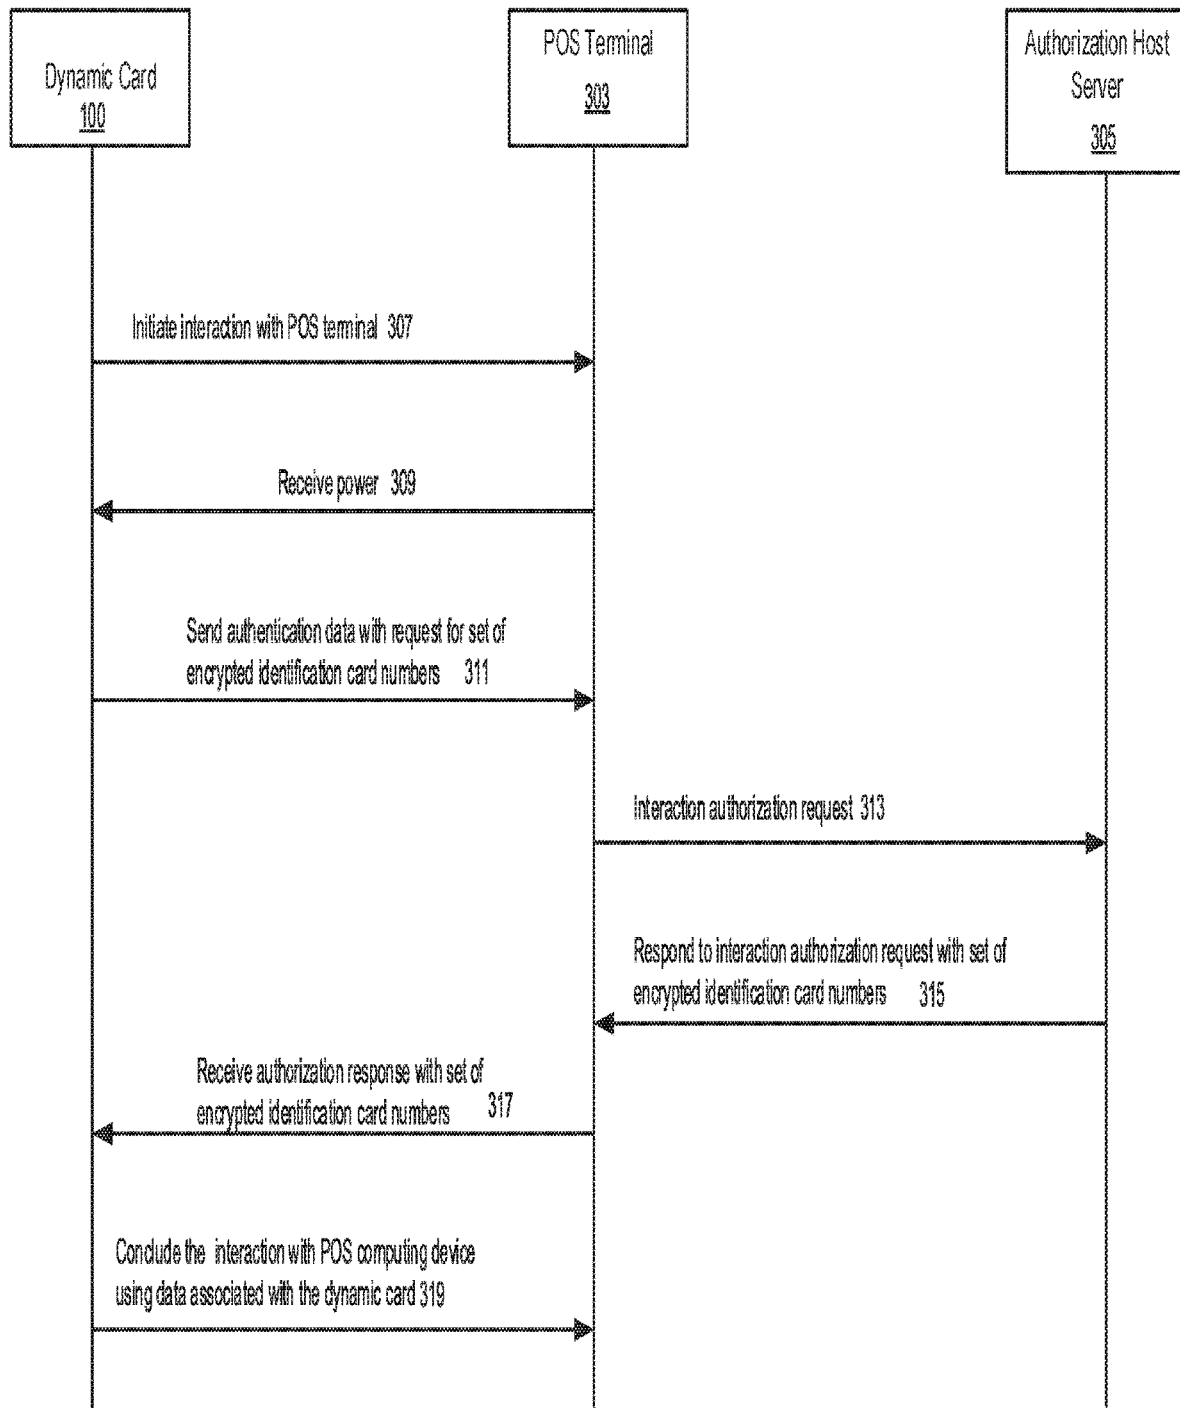 Dynamic Card
100
POS Terminal
303
Authorization Host
Server
305
Initiate interaction with POS terminal 307
Receive power 309
Send authentication data with request for set of
encrypted identification card numbers 311
Interaction authorization request 313
Respond to interaction authorization request with set of
encrypted identification card numbers 315
Receive authorization response with set of
encrypted identification card numbers 317
Conclude the interaction with POS computing device
using data associated with the dynamic card 319